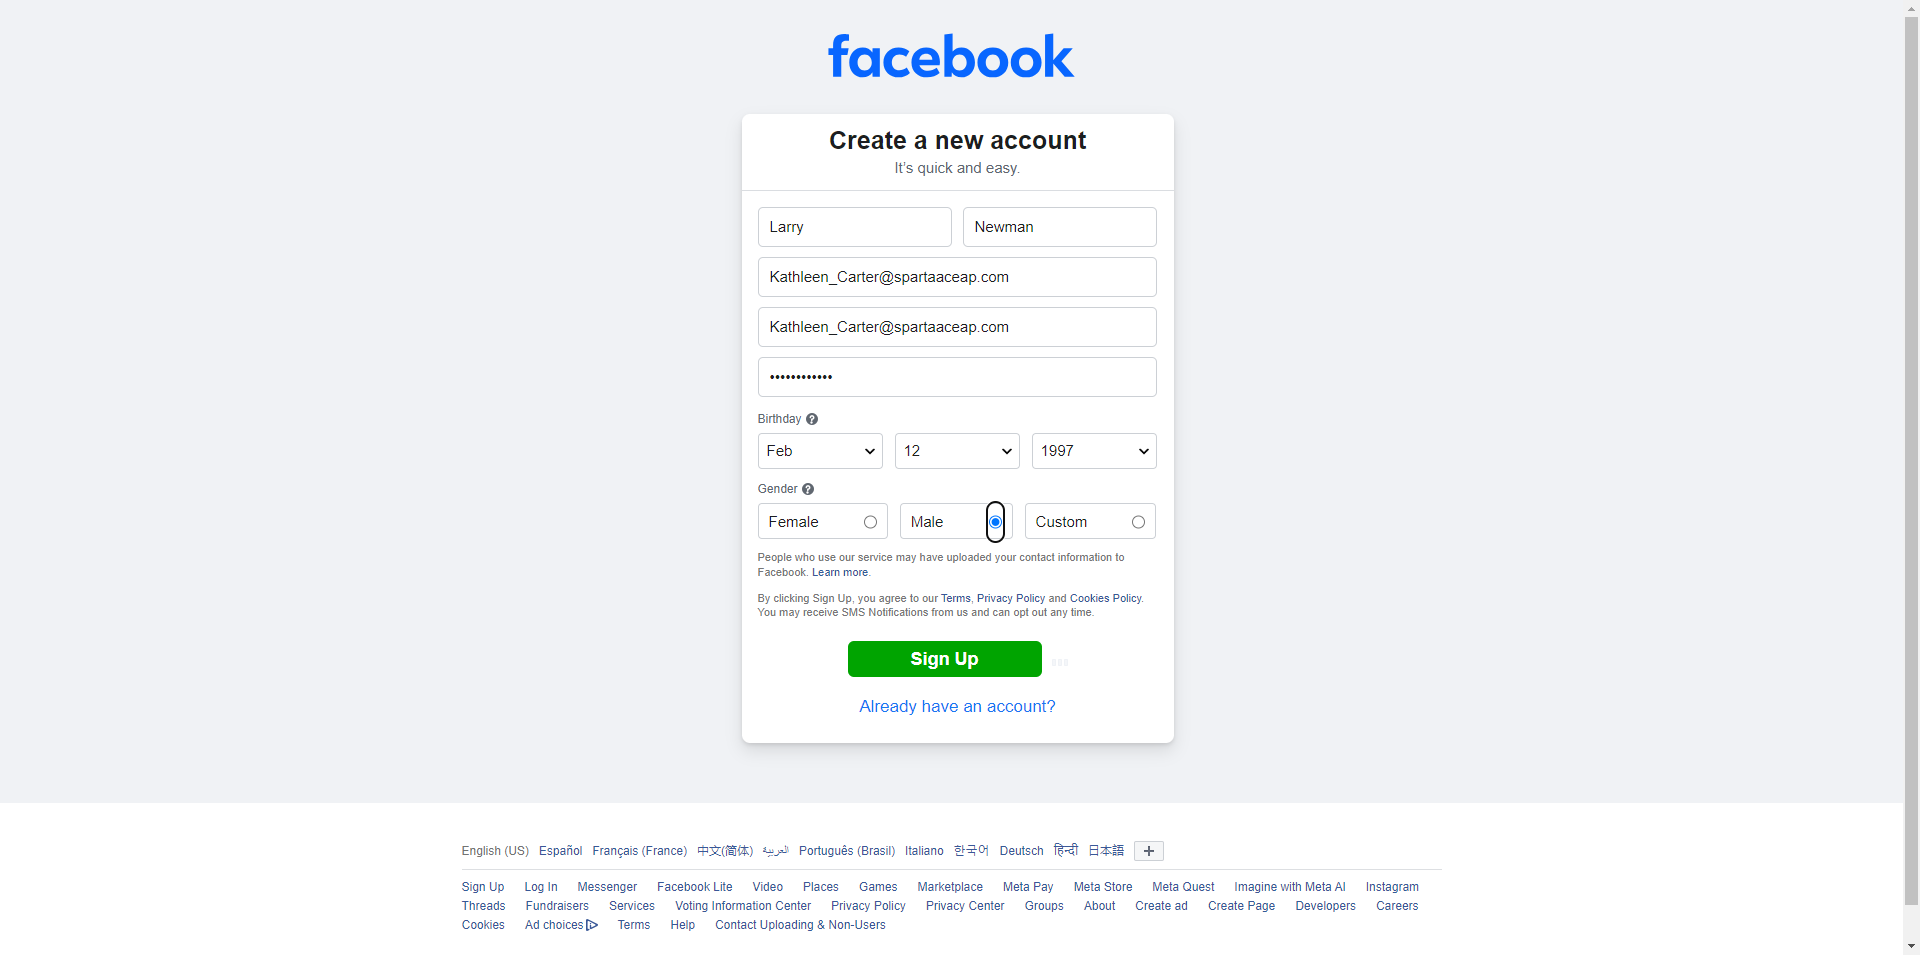 facebook
Create a new account
It's quick and easy.
Larry Newman
Kathleen_Carter@spartaaceap.com
Kathleen_Carter@spartaaceap.com
••••••••••••
Birthday ?
Feb 12 1997
Gender ?
Female Male Custom
People who use our service may have uploaded your contact information to
Facebook. Learn more.
By clicking Sign Up, you agree to our Terms, Privacy Policy and Cookies Policy.
You may receive SMS Notifications from us and can opt out any time.
Sign Up
Already have an account?
English (US) Español Français (France) 中文(简体) العربية Português (Brasil) Italiano 한국어 Deutsch हिन्दी 日本語 +
Sign Up Log In Messenger Facebook Lite Video Places Games Marketplace Meta Pay Meta Store Meta Quest Imagine with Meta AI Instagram
Threads Fundraisers Services Voting Information Center Privacy Policy Privacy Center Groups About Create ad Create Page Developers Careers
Cookies Ad choices Terms Help Contact Uploading & Non-Users